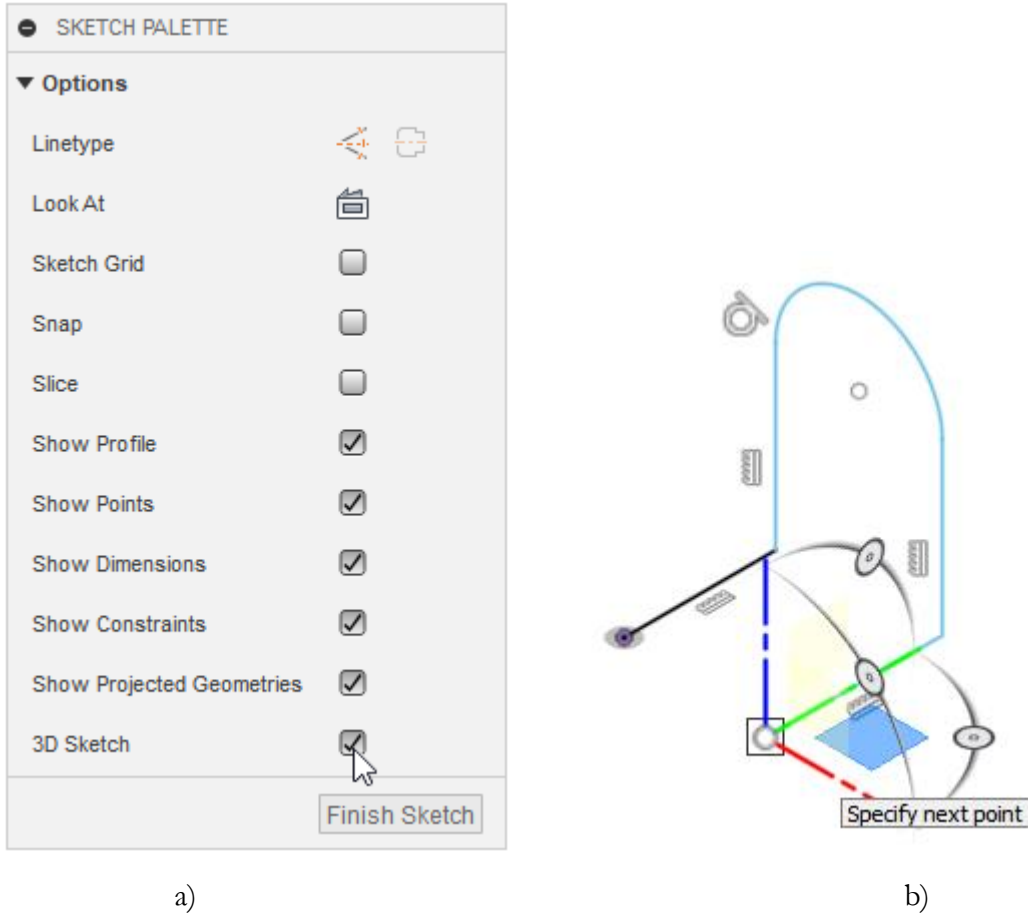 SKETCH PALETTE
Options
Linetype
Look At
Sketch Grid
Snap
Slice
Show Profile
Show Points
Show Dimensions
Show Constraints
Show Projected Geometries
3D Sketch
Finish Sketch
Specify next point
a)
b)